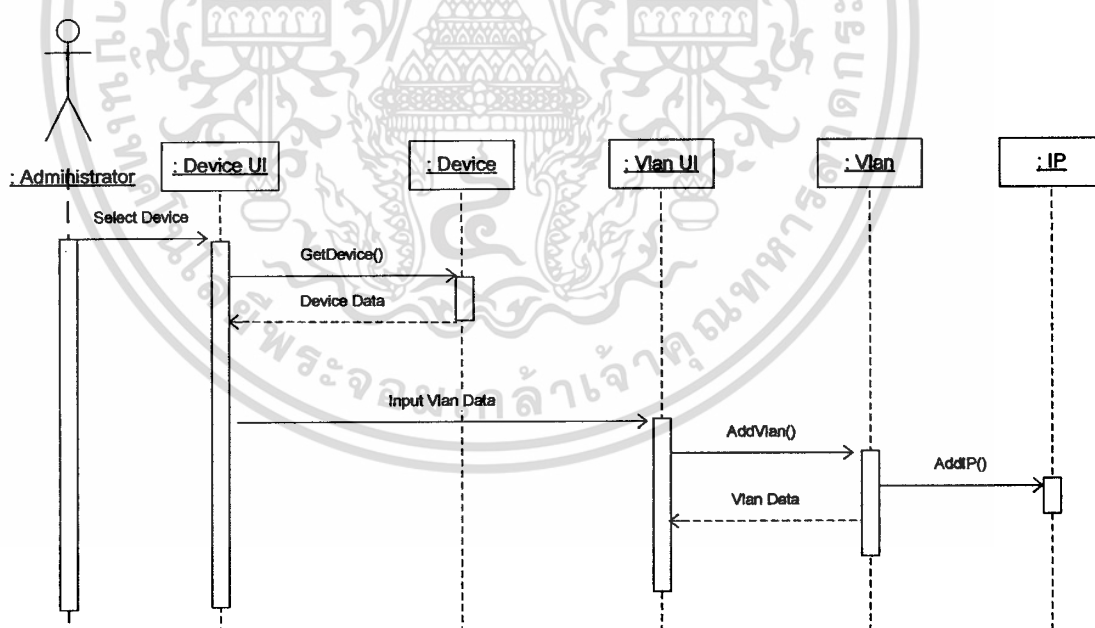 : Administrator
: Device UI
: Device
: Vlan UI
: Vlan
: IP
Select Device
GetDevice()
Device Data
Input Vlan Data
AddVlan()
AddIP()
Vlan Data